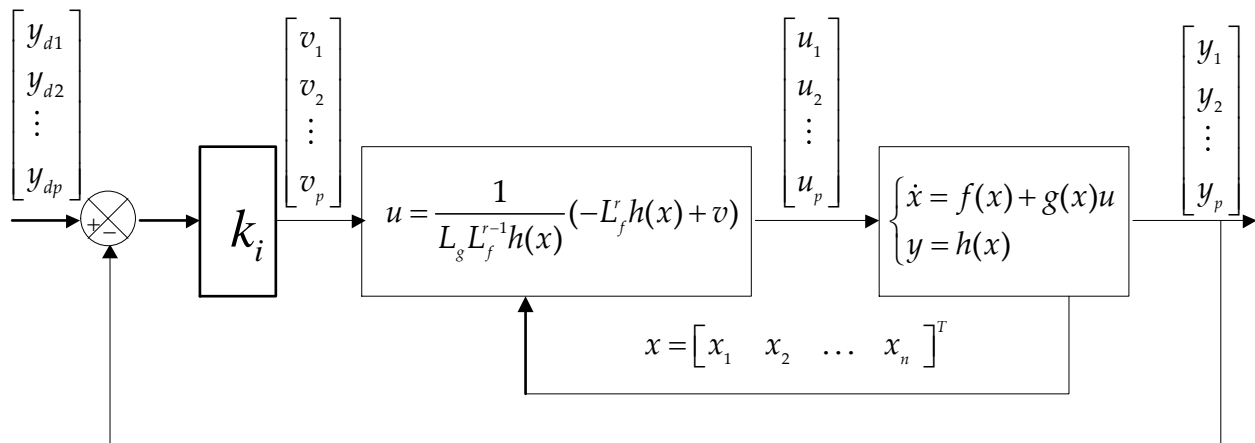 [y_{d1} y_{d2} ⋮ y_{dp}]
[v_1 v_2 ⋮ v_p]
[u_1 u_2 ⋮ u_p]
[y_1 y_2 ⋮ y_p]
+ −
k_i
u = \frac{1}{L_g L_f^{r-1} h(x)} (-L_f^r h(x) + v)
{ẋ = f(x) + g(x)u
y = h(x)
x = [x_1 x_2 … x_n]^T